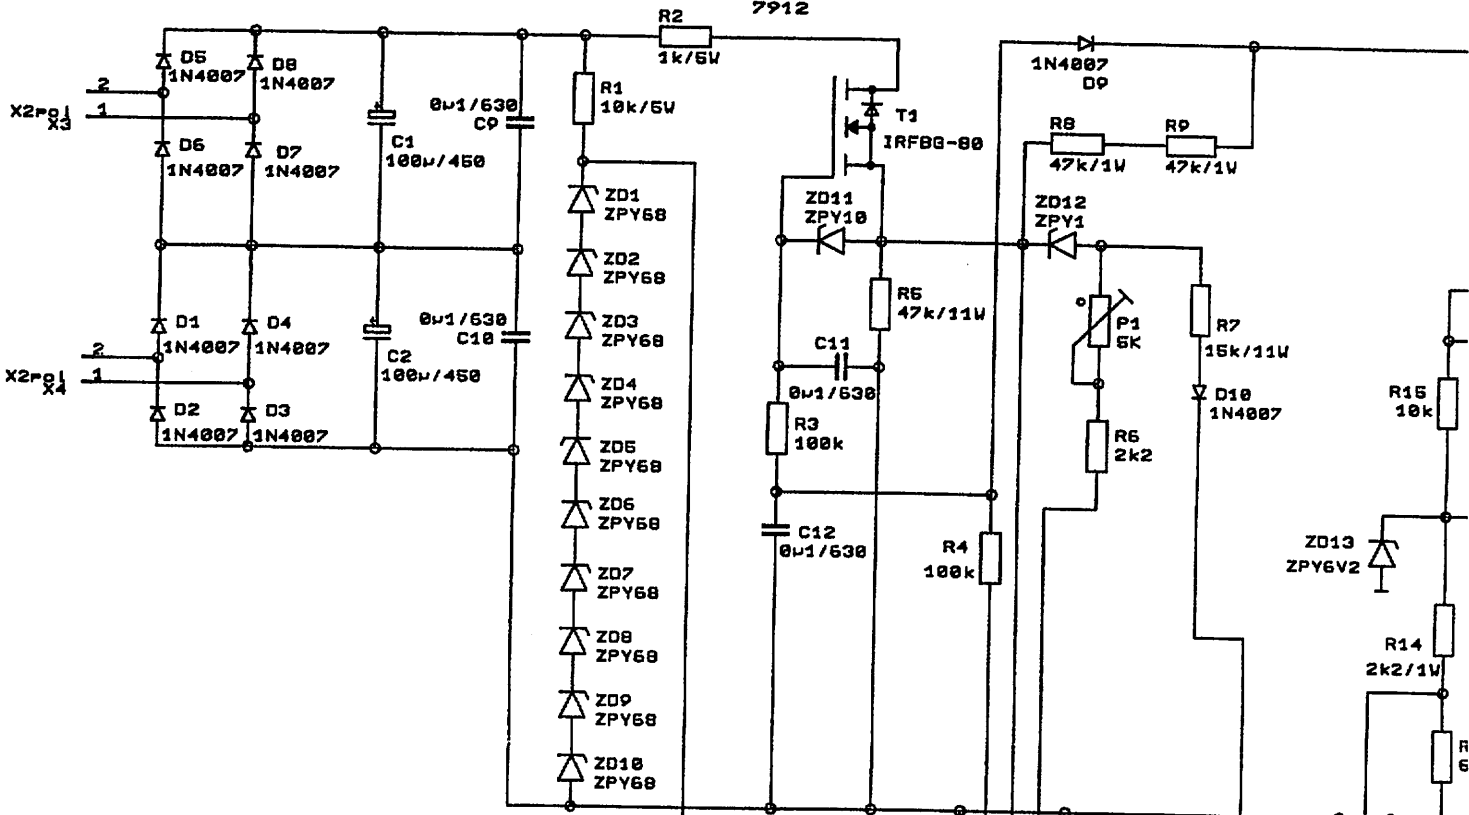 7912
R2
1k/5W
D5
1N4007
D8
1N4007
2
X2pol
X3
1
D6
1N4007
D7
1N4007
C1
100µ/450
0µ1/630
C9
R1
10k/5W
T1
IRFBG-80
1N4007
D9
R8
47k/1W
R9
47k/1W
ZD1
ZPY68
ZD2
ZPY68
ZD3
ZPY68
ZD4
ZPY68
ZD5
ZPY68
ZD6
ZPY68
ZD7
ZPY68
ZD8
ZPY68
ZD9
ZPY68
ZD10
ZPY68
ZD11
ZPY10
ZD12
ZPY1
R5
47k/11W
P1
5K
R7
15k/11W
D10
1N4007
D1
1N4007
D4
1N4007
2
X2pol
X4
1
D2
1N4007
D3
1N4007
C2
100µ/450
0µ1/630
C10
C11
0µ1/630
R3
100k
R6
2k2
C12
0µ1/630
R4
100k
R15
10k
ZD13
ZPY6V2
R14
2k2/1W